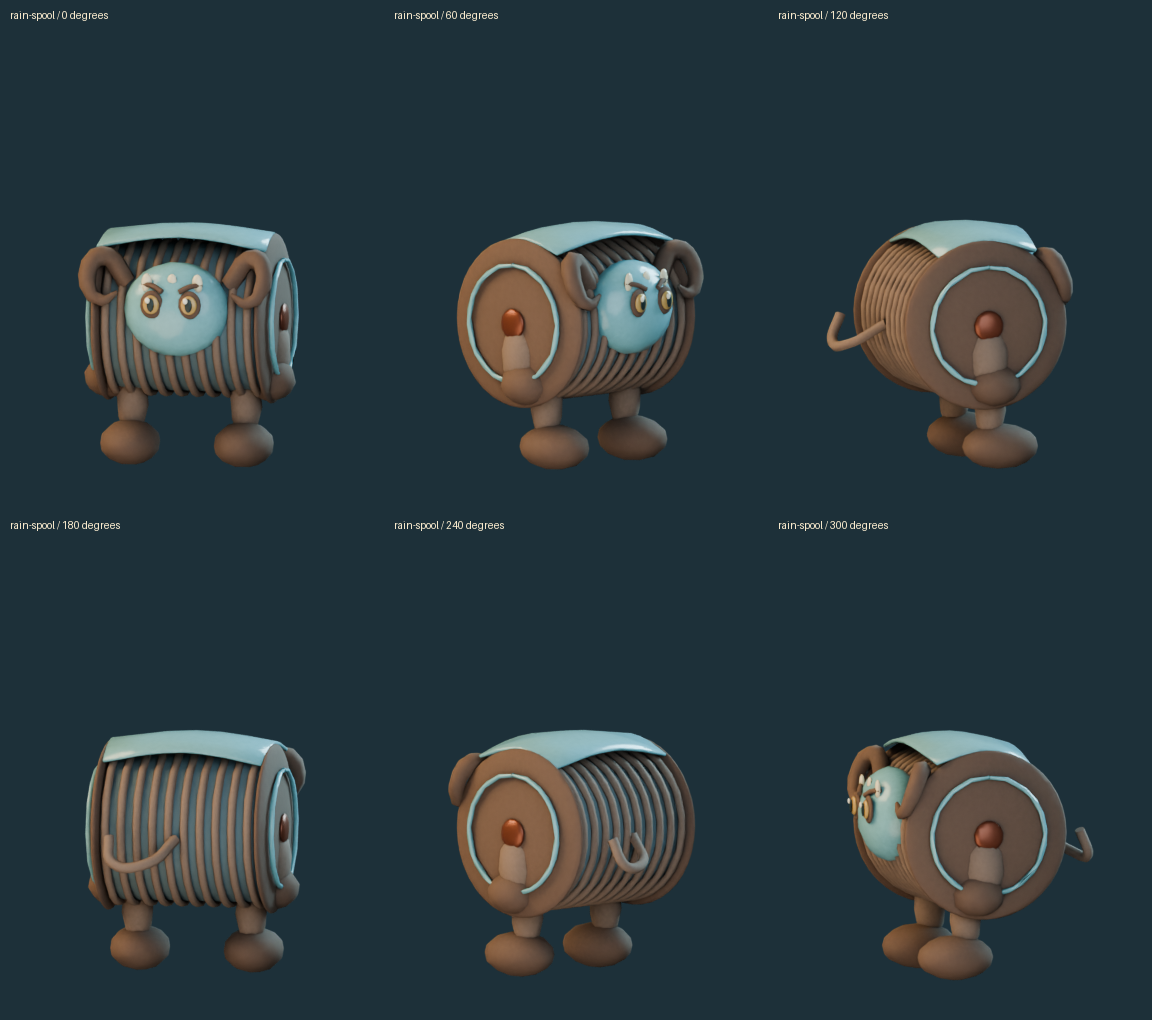 rain-spool / 0 degrees
rain-spool / 60 degrees
rain-spool / 120 degrees
rain-spool / 180 degrees
rain-spool / 240 degrees
rain-spool / 300 degrees